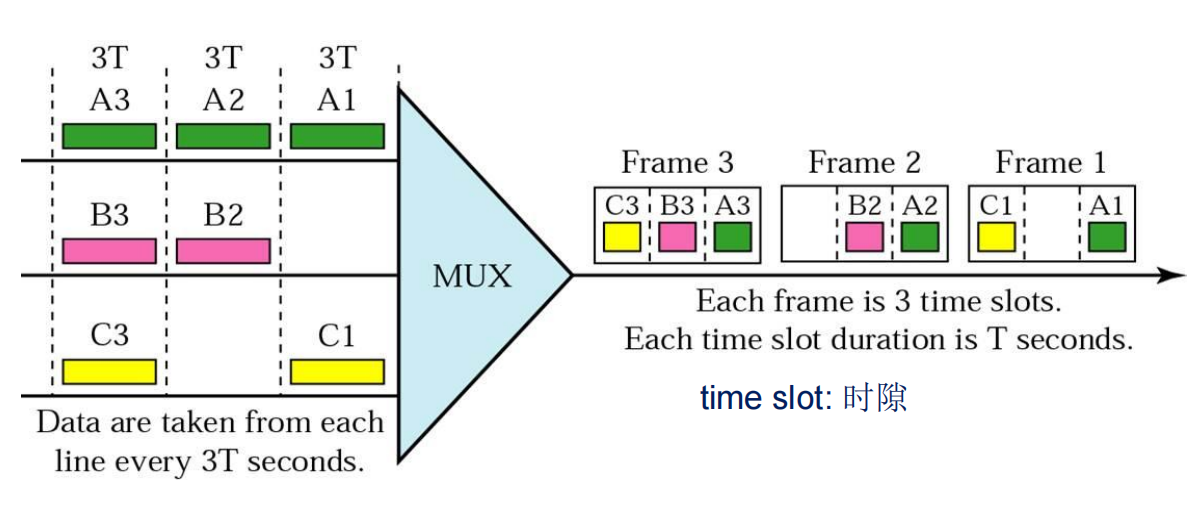 3T 3T 3T
A3 A2 A1
B3 B2
C3 C1
Data are taken from each
line every 3T seconds.
MUX
Frame 3 Frame 2 Frame 1
C3 B3 A3 B2 A2 C1 A1
Each frame is 3 time slots.
Each time slot duration is T seconds.
time slot: 时隙